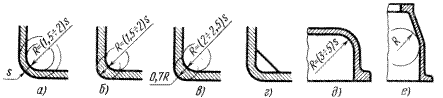 R=(1,5÷2)s
s
а)
R=(1,5÷2)s
б)
R=(2÷2,5)s
0,7R
в)
г)
R=(3÷5)s
д)
R
е)